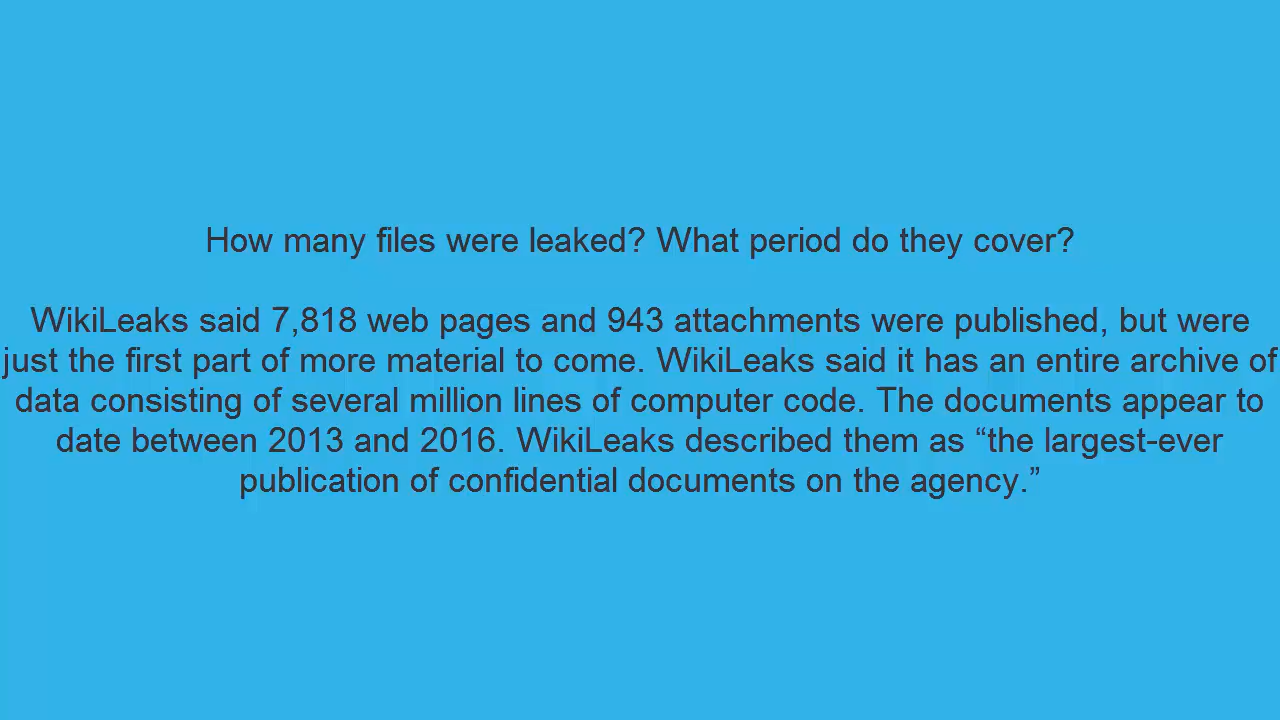 How many files were leaked? What period do they cover?
WikiLeaks said 7,818 web pages and 943 attachments were published, but were
just the first part of more material to come. WikiLeaks said it has an entire archive of
data consisting of several million lines of computer code. The documents appear to
date between 2013 and 2016. WikiLeaks described them as “the largest-ever
publication of confidential documents on the agency.”